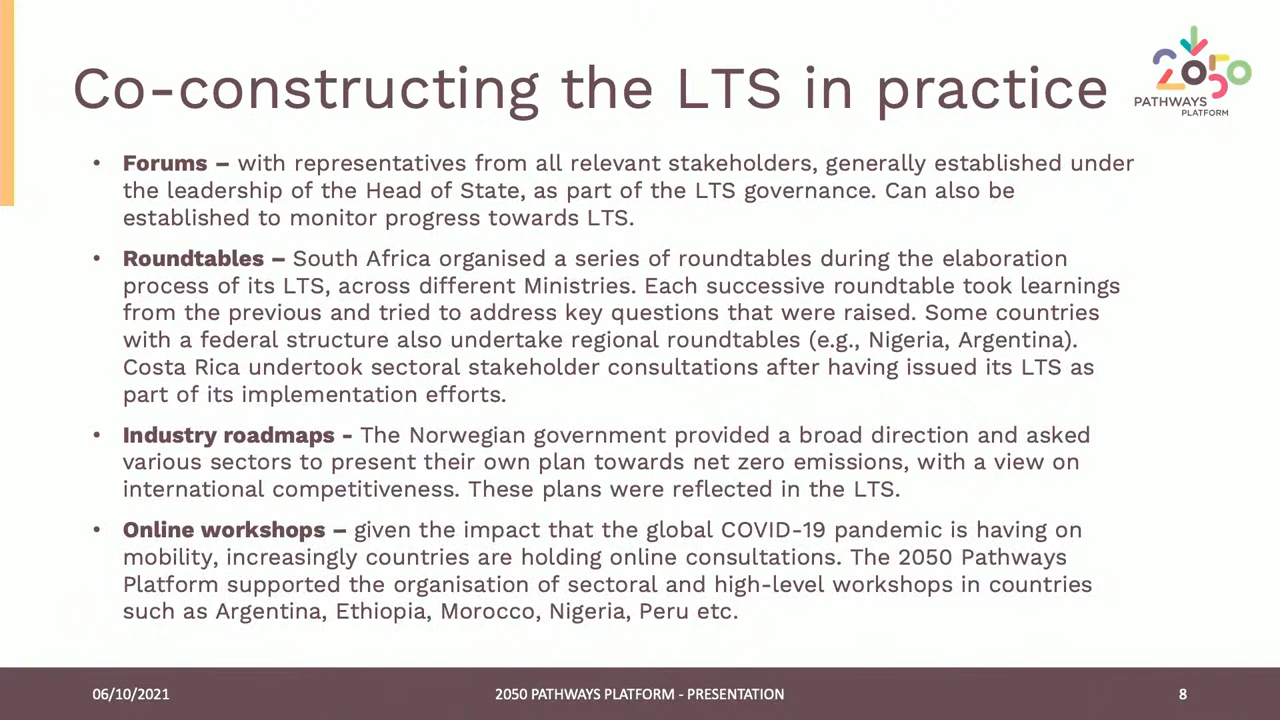 Co-constructing the LTS in practice
2050
PATHWAYS
PLATFORM
• Forums – with representatives from all relevant stakeholders, generally established under
the leadership of the Head of State, as part of the LTS governance. Can also be
established to monitor progress towards LTS.
• Roundtables – South Africa organised a series of roundtables during the elaboration
process of its LTS, across different Ministries. Each successive roundtable took learnings
from the previous and tried to address key questions that were raised. Some countries
with a federal structure also undertake regional roundtables (e.g., Nigeria, Argentina).
Costa Rica undertook sectoral stakeholder consultations after having issued its LTS as
part of its implementation efforts.
• Industry roadmaps - The Norwegian government provided a broad direction and asked
various sectors to present their own plan towards net zero emissions, with a view on
international competitiveness. These plans were reflected in the LTS.
• Online workshops – given the impact that the global COVID-19 pandemic is having on
mobility, increasingly countries are holding online consultations. The 2050 Pathways
Platform supported the organisation of sectoral and high-level workshops in countries
such as Argentina, Ethiopia, Morocco, Nigeria, Peru etc.
06/10/2021
2050 PATHWAYS PLATFORM - PRESENTATION
8